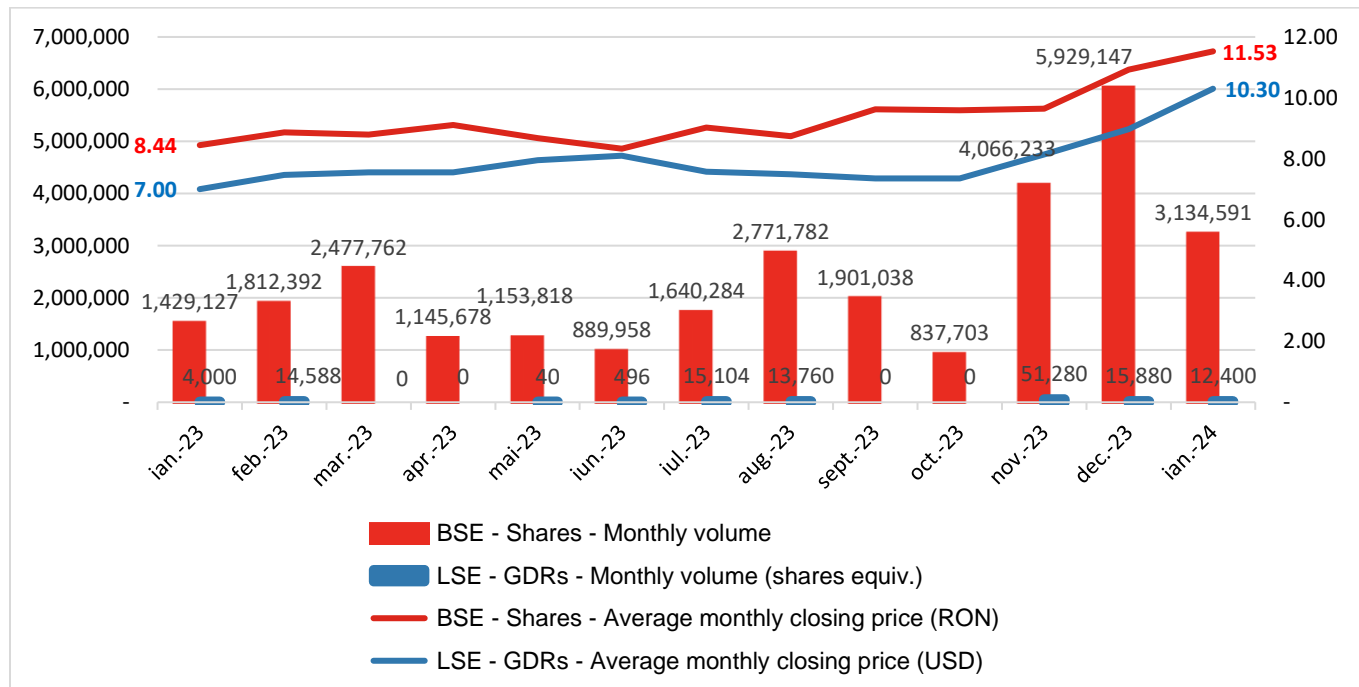 7,000,000
6,000,000
5,000,000
4,000,000
3,000,000
2,000,000
1,000,000
-
12.00
10.00
8.00
6.00
4.00
2.00
-
8.44
7.00
11.53
10.30
1,429,127
1,812,392
2,477,762
1,145,678
1,153,818
889,958
1,640,284
2,771,782
1,901,038
837,703
4,066,233
5,929,147
3,134,591
4,000
14,588
0
0
40
496
15,104
13,760
0
0
51,280
15,880
12,400
ian.-23
feb.-23
mar.-23
apr.-23
mai-23
iun.-23
iul.-23
aug.-23
sept.-23
oct.-23
nov.-23
dec.-23
ian.-24
BSE - Shares - Monthly volume
LSE - GDRs - Monthly volume (shares equiv.)
BSE - Shares - Average monthly closing price (RON)
LSE - GDRs - Average monthly closing price (USD)